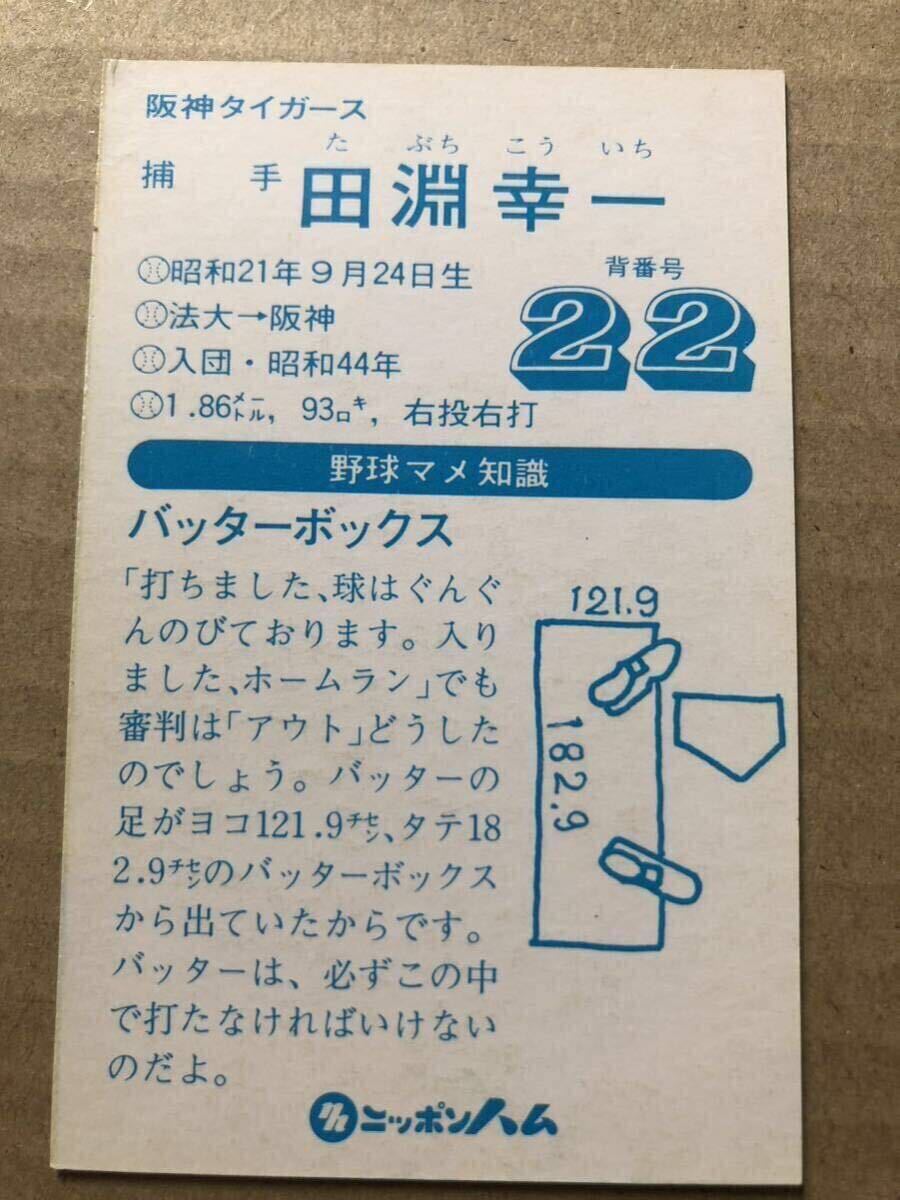 阪神タイガース
たぶちこういち
捕手 田淵幸一
昭和21年9月24日生
背番号
22
法大→阪神
入団・昭和44年
1.86メートル, 93キロ, 右投右打
野球マメ知識
バッターボックス
「打ちました、球はぐんぐ
んのびております。入り
ました、ホームラン」でも
審判は「アウト」どうした
のでしょう。バッターの
足がヨコ121.9センチ、タテ18
2.9センチのバッターボックス
から出ていたからです。
バッターは、必ずこの中
で打たなければいけない
のだよ。
121.9
182.9
ニッポンハム